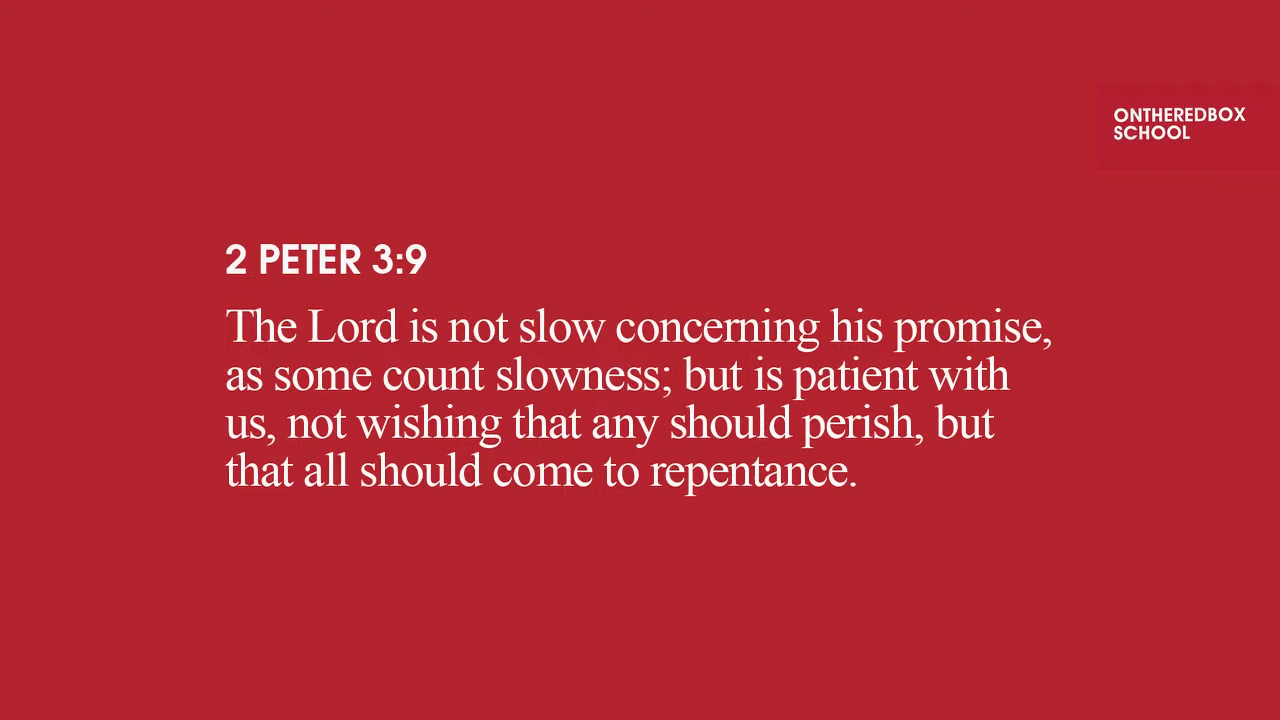 ONTHEREDBOX
SCHOOL
2 PETER 3:9
The Lord is not slow concerning his promise,
as some count slowness; but is patient with
us, not wishing that any should perish, but
that all should come to repentance.